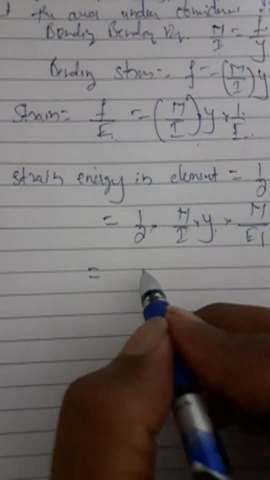 ) the area under consider
Bending Bending Eq. M/I = f/y
Bending stress = f = (M/I) y
Strain = f/E = (M/I) y × 1/E
Strain energy in element = 1/2
= 1/2 × M/I × y × M/EI
=